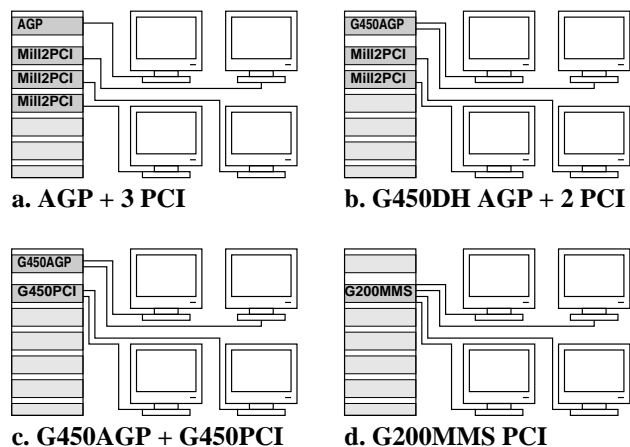 AGP
Mill2PCI
Mill2PCI
Mill2PCI
a. AGP + 3 PCI
G450AGP
Mill2PCI
Mill2PCI
b. G450DH AGP + 2 PCI
G450AGP
G450PCI
c. G450AGP + G450PCI
G200MMS
d. G200MMS PCI